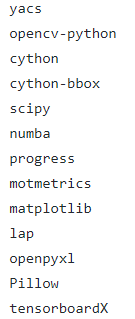 yacs
opencv-python
cython
cython-bbox
scipy
numba
progress
motmetrics
matplotlib
lap
openpyxl
Pillow
tensorboardX